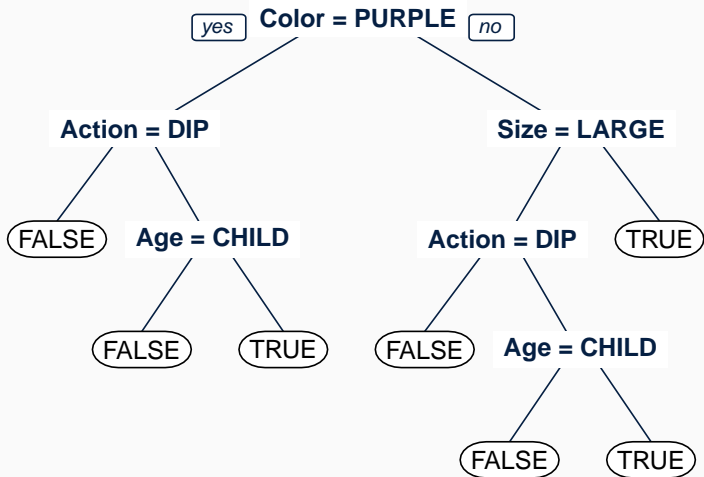 yes Color = PURPLE no
Action = DIP Size = LARGE
FALSE Age = CHILD Action = DIP TRUE
FALSE TRUE FALSE Age = CHILD
FALSE TRUE